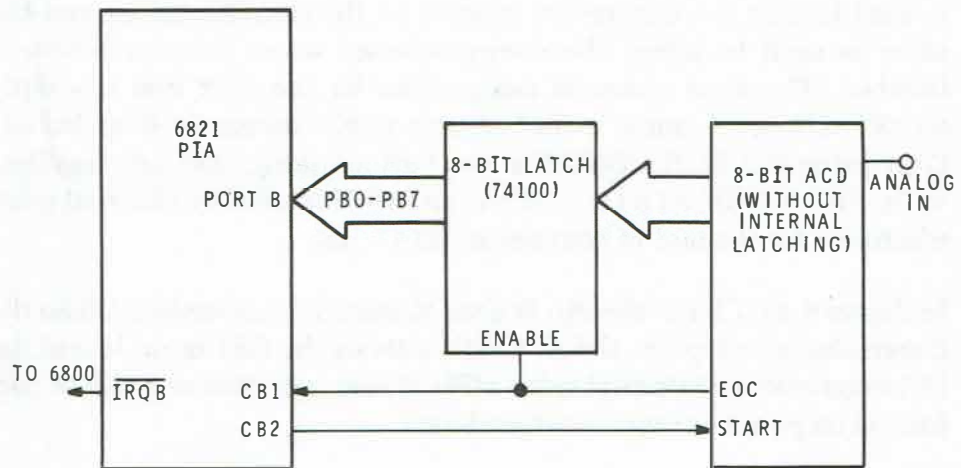 6821
PIA
PORT B
PB0-PB7
8-BIT LATCH
(74100)
ENABLE
8-BIT ACD
(WITHOUT
INTERNAL
LATCHING)
ANALOG
IN
TO 6800
IRQB
CB1
CB2
EOC
START